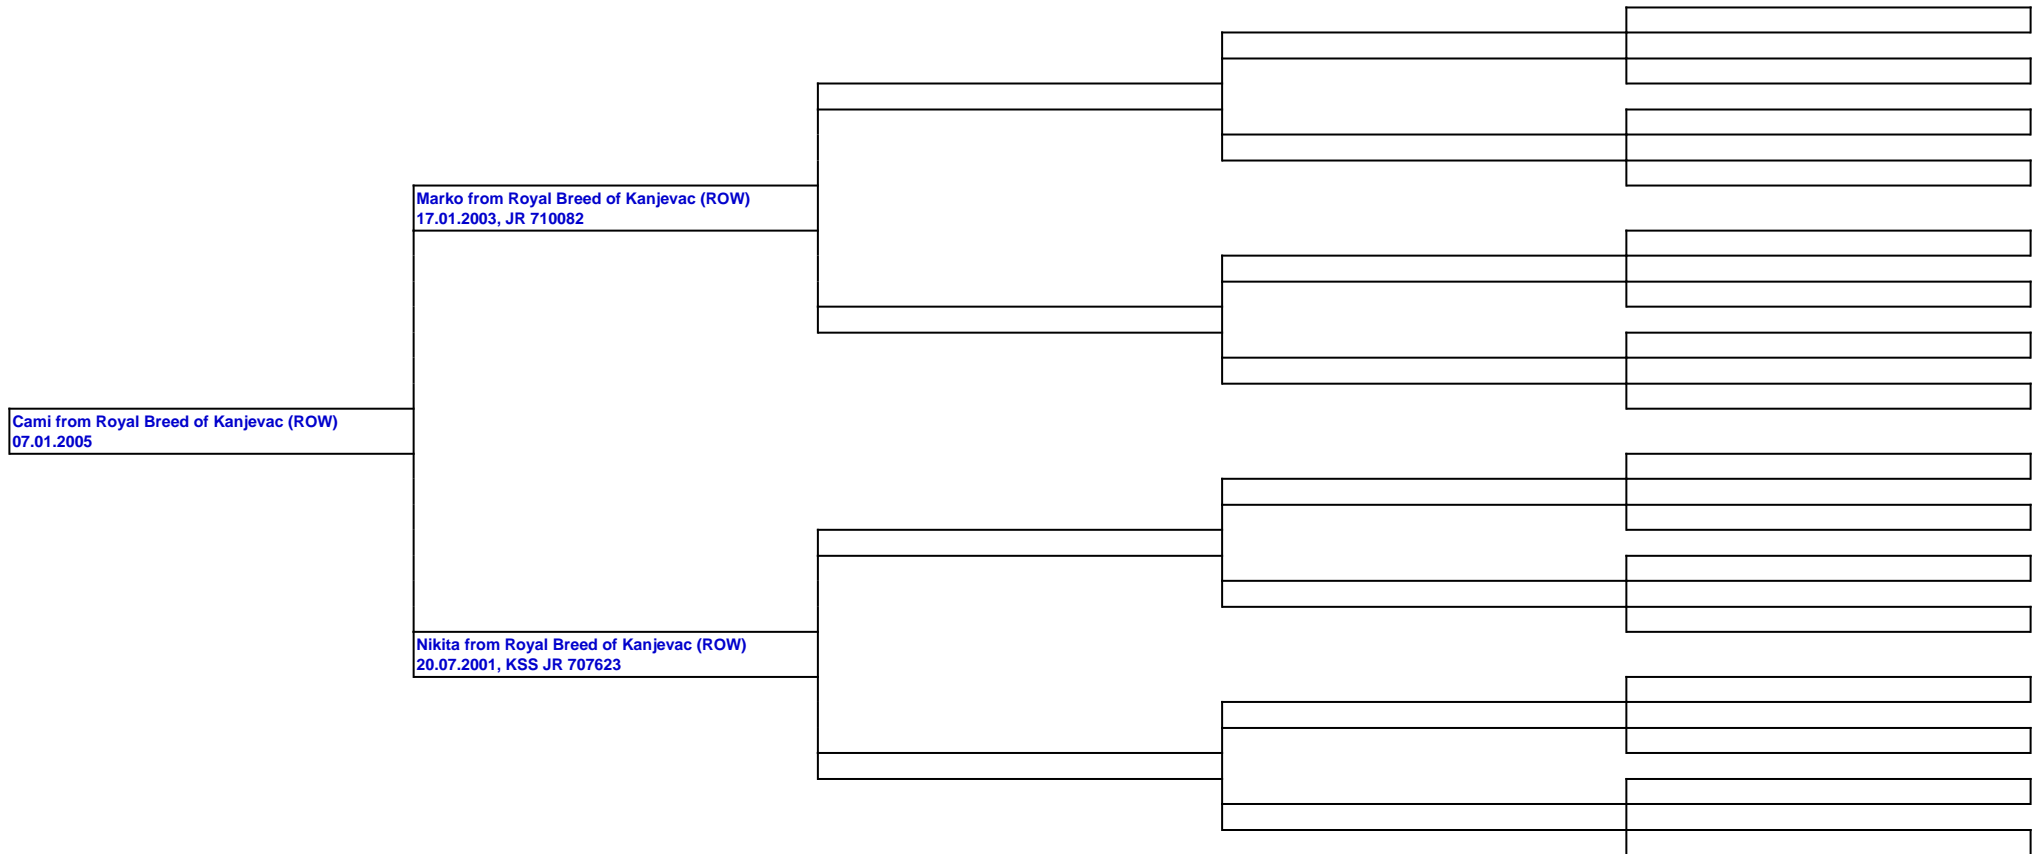 Marko from Royal Breed of Kanjevac (ROW)
17.01.2003, JR 710082
Cami from Royal Breed of Kanjevac (ROW)
07.01.2005
Nikita from Royal Breed of Kanjevac (ROW)
20.07.2001, KSS JR 707623